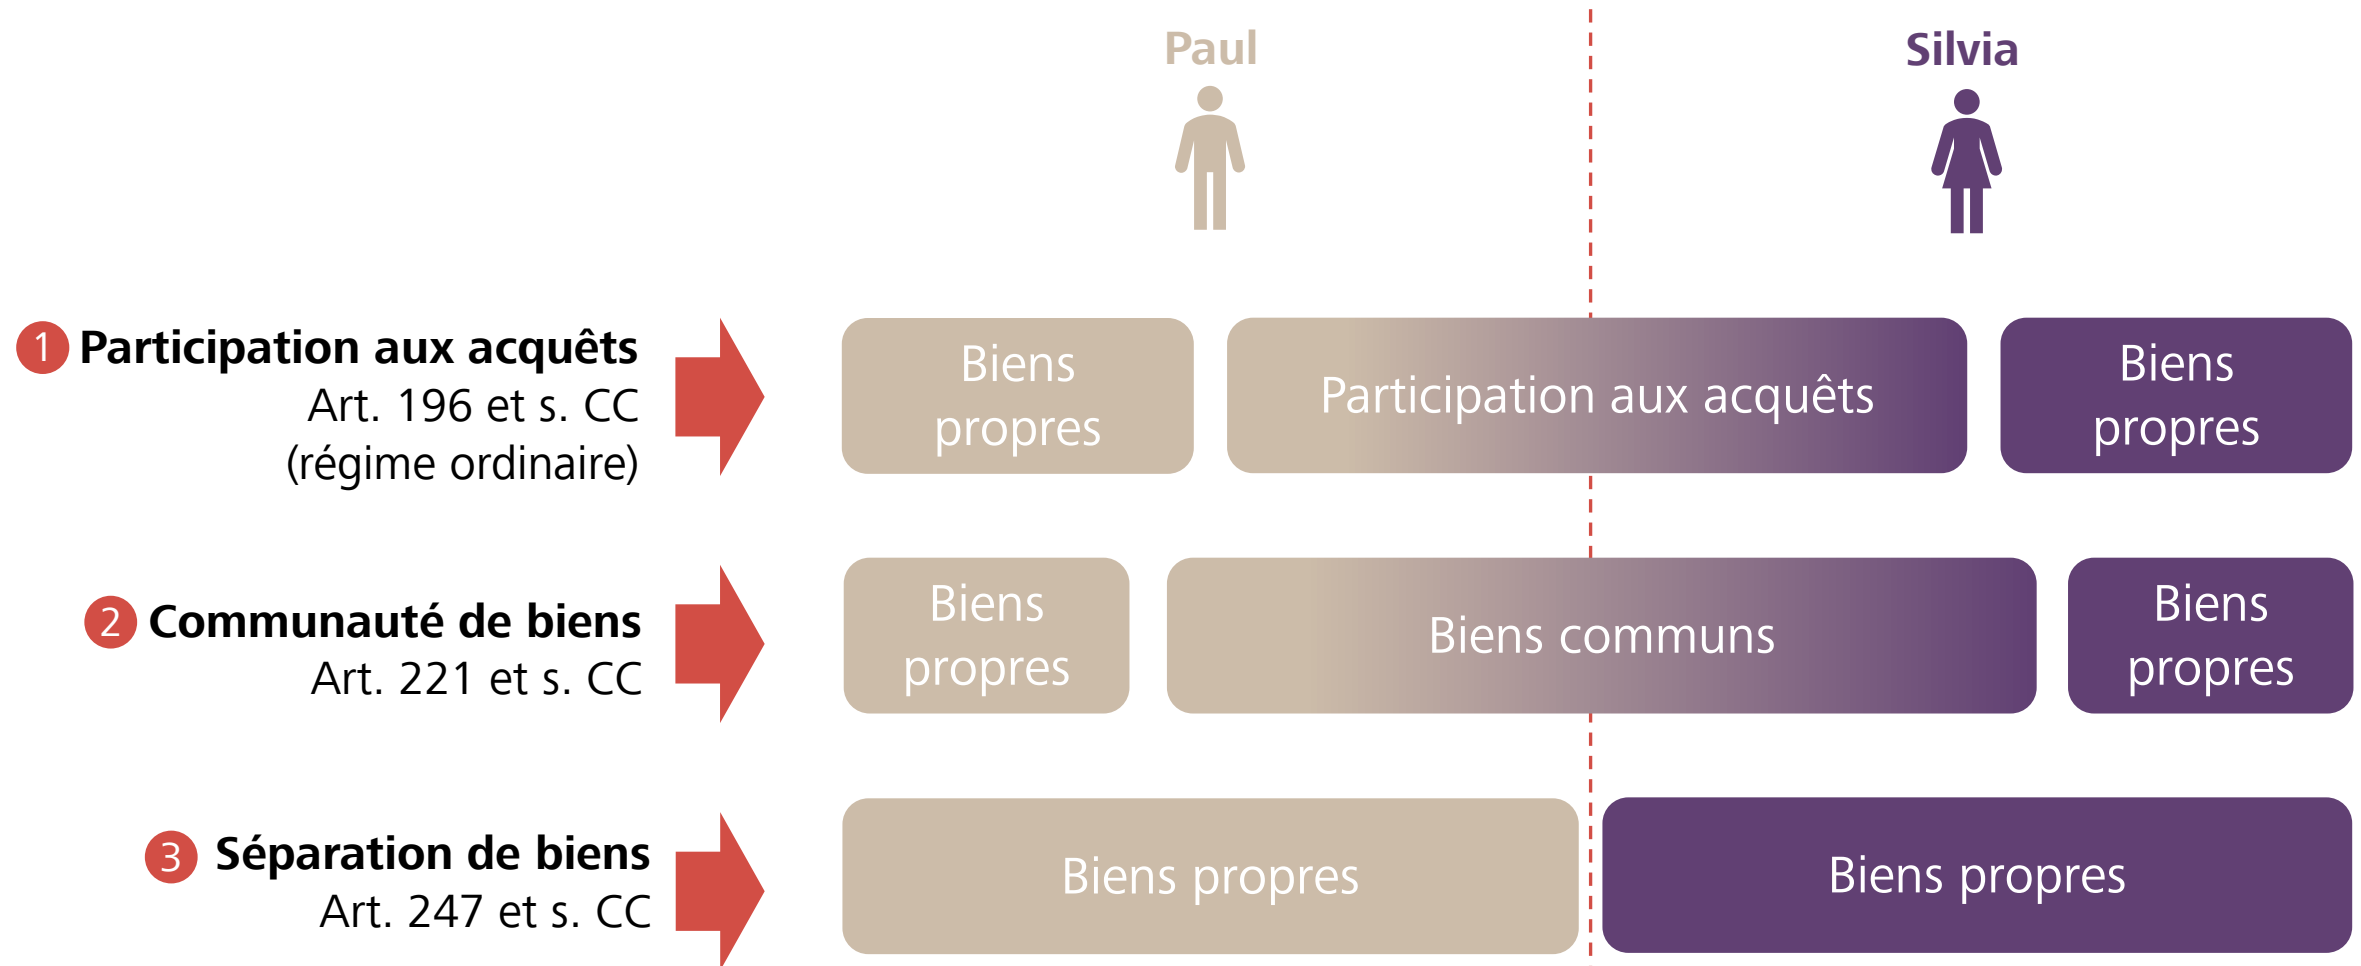 Paul
Silvia
1 Participation aux acquêts
Art. 196 et s. CC
(régime ordinaire)
Biens
propres
Participation aux acquêts
Biens
propres
2 Communauté de biens
Art. 221 et s. CC
Biens
propres
Biens communs
Biens
propres
3 Séparation de biens
Art. 247 et s. CC
Biens propres
Biens propres